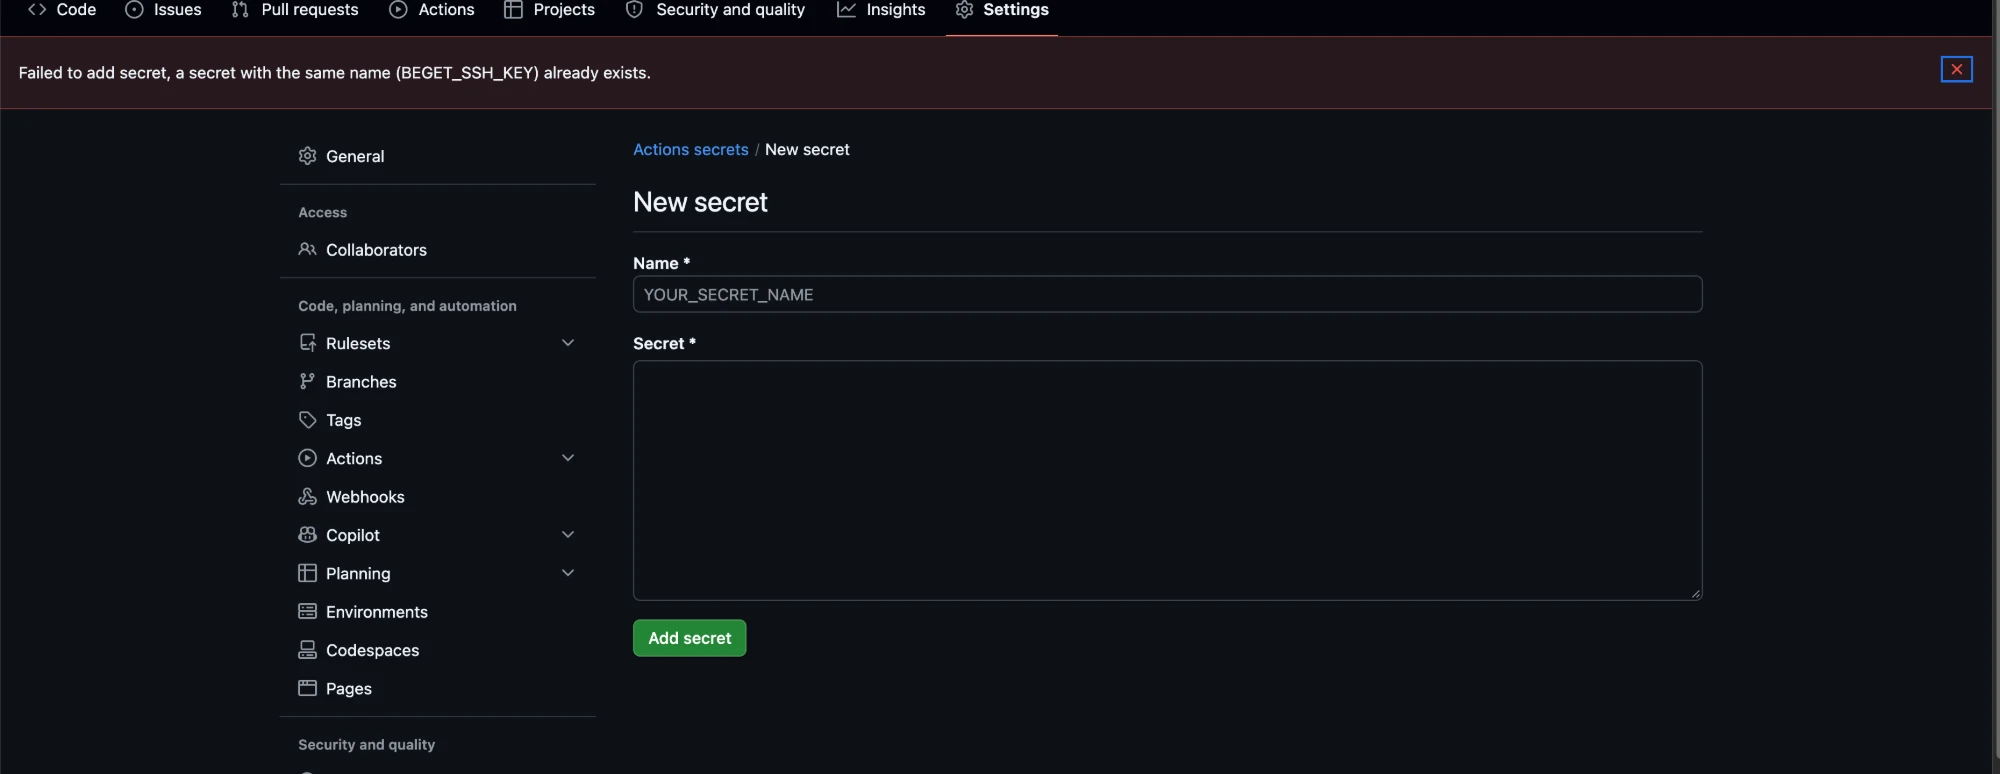 Code Issues Pull requests Actions Projects Security and quality Insights Settings
Failed to add secret, a secret with the same name (BEGET_SSH_KEY) already exists.
General
Access
Collaborators
Code, planning, and automation
Rulesets
Branches
Tags
Actions
Webhooks
Copilot
Planning
Environments
Codespaces
Pages
Security and quality
Actions secrets / New secret
New secret
Name *
YOUR_SECRET_NAME
Secret *
Add secret